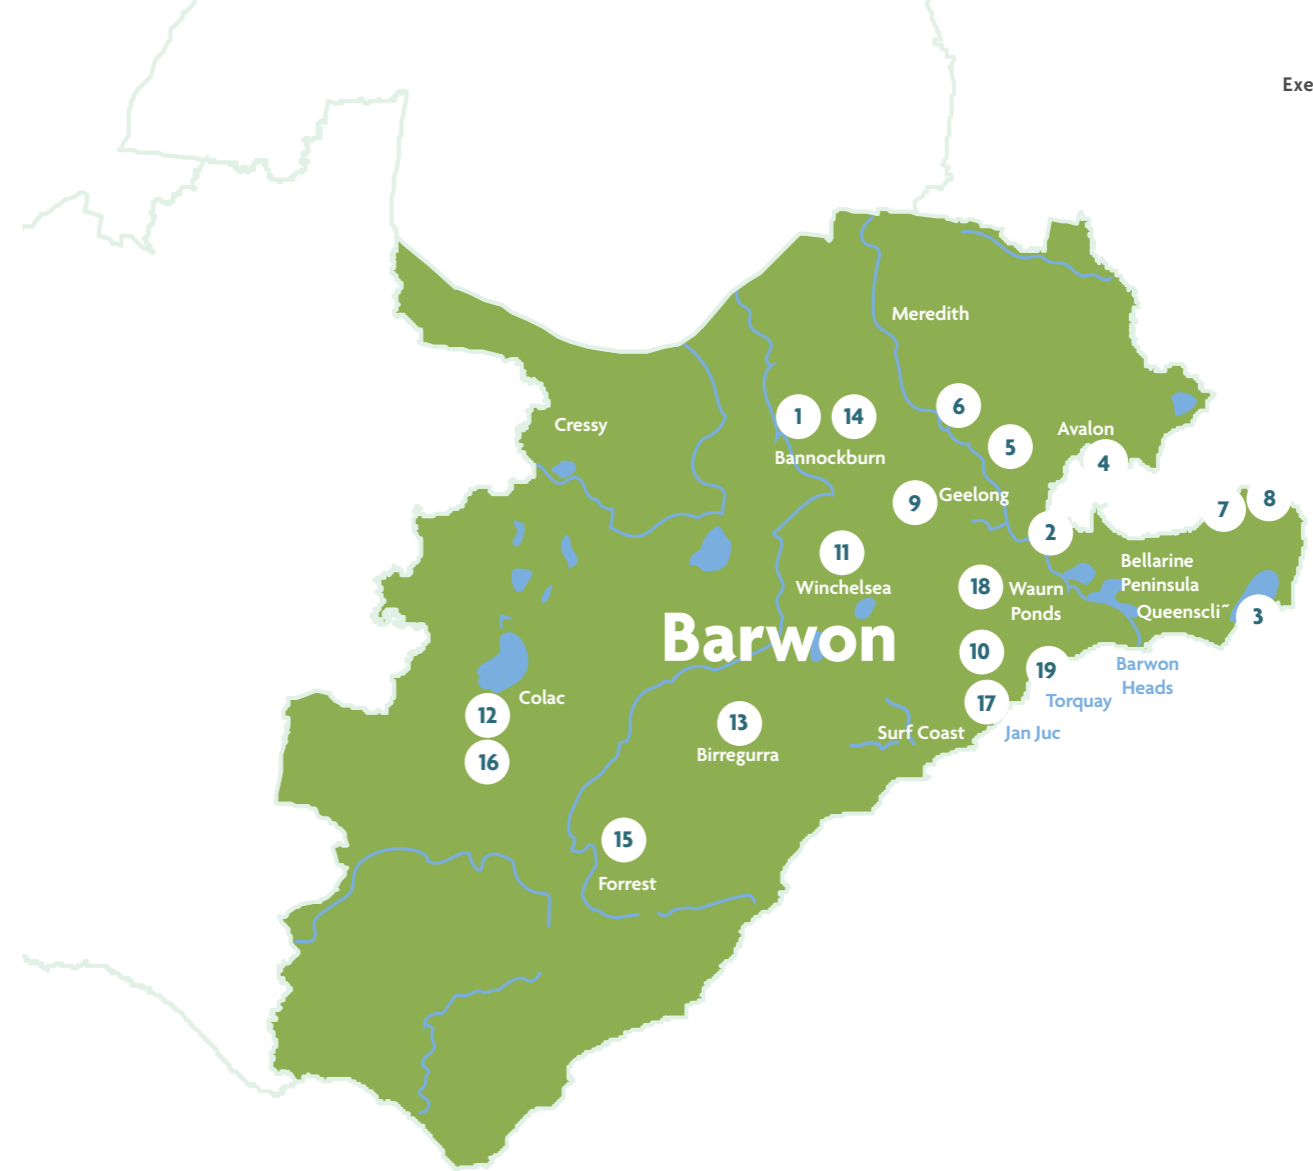 Exe
Meredith
6
1
14
Cressy
Avalon
5
Bannockburn
4
9
Geelong
8
7
2
11
Bellarine
Peninsula
Winchelsea
18
Waurn
Ponds
Queenscli˜
3
Barwon
10
19
Barwon
Heads
Colac
17
Torquay
12
13
Surf Coast
Jan Juc
Birregurra
16
15
Forrest